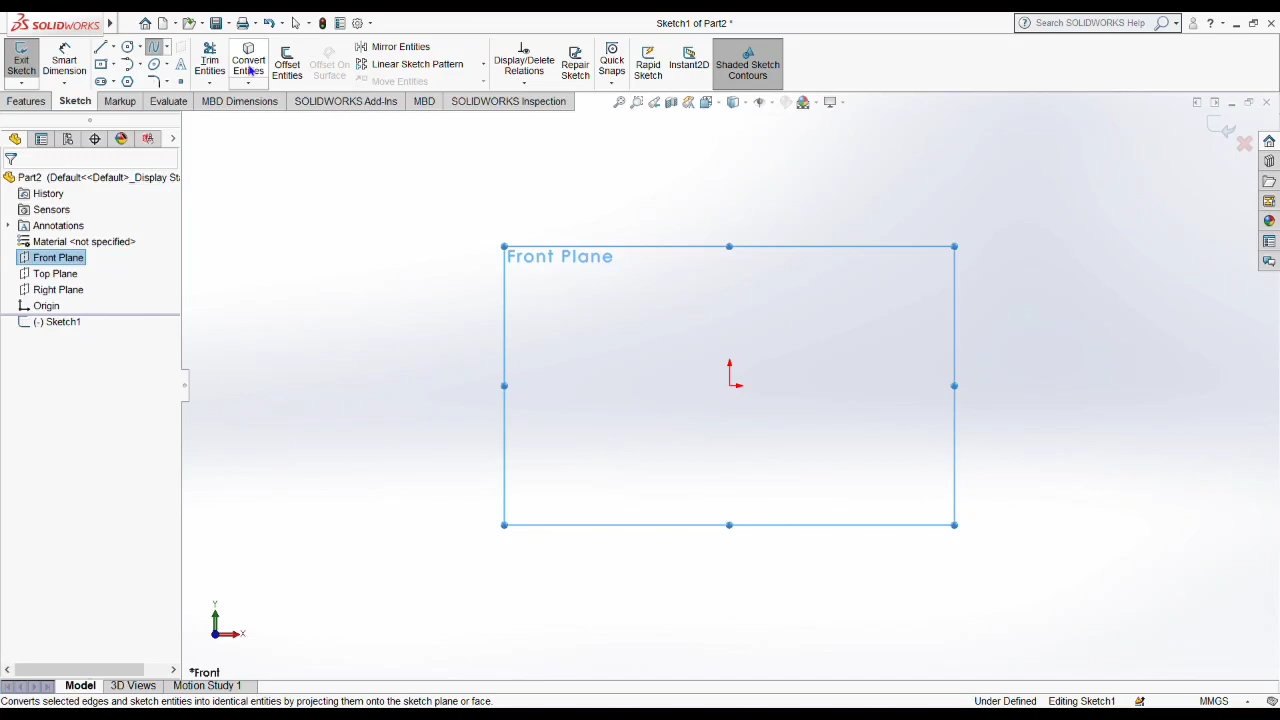 SOLIDWORKS
Sketch1 of Part2 *
Search SOLIDWORKS Help
Exit Sketch
Smart Dimension
Trim Entities
Convert Entities
Offset Entities
Offset On Surface
Mirror Entities
Linear Sketch Pattern
Move Entities
Display/Delete Relations
Repair Sketch
Quick Snaps
Rapid Sketch
Instant2D
Shaded Sketch Contours
Features Sketch Markup Evaluate MBD Dimensions SOLIDWORKS Add-Ins MBD SOLIDWORKS Inspection
Part2 (Default<<Default>_Display Sta
History
Sensors
Annotations
Material <not specified>
Front Plane
Top Plane
Right Plane
Origin
(-) Sketch1
Front Plane
Y
X
*Front
Model 3D Views Motion Study 1
Converts selected edges and sketch entities into identical entities by projecting them onto the sketch plane or face. Under Defined Editing Sketch1 MMGS